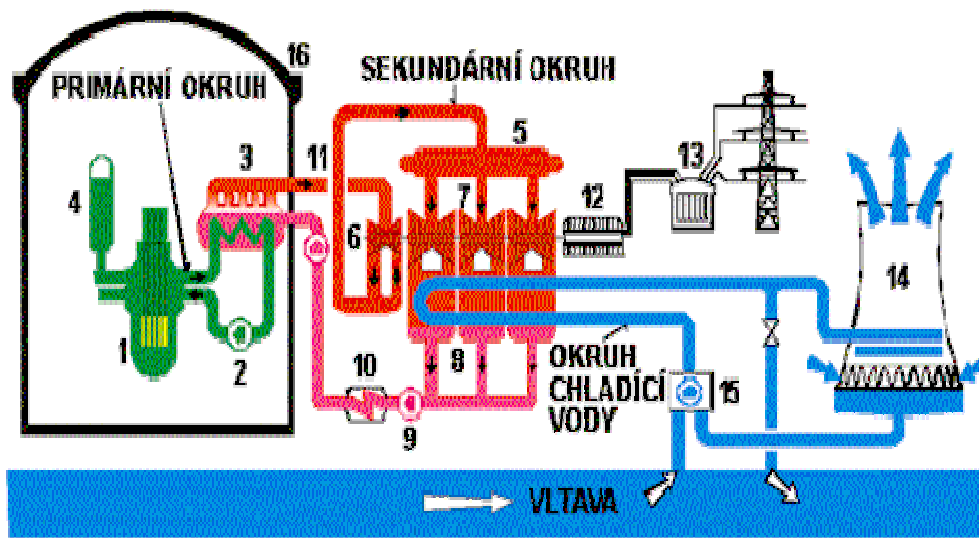 16
PRIMÁRNÍ OKRUH
SEKUNDÁRNÍ OKRUH
3
11
5
13
4
7
12
6
14
1
2
10
8
9
OKRUH
CHLADÍCÍ
VODY
15
VLTAVA